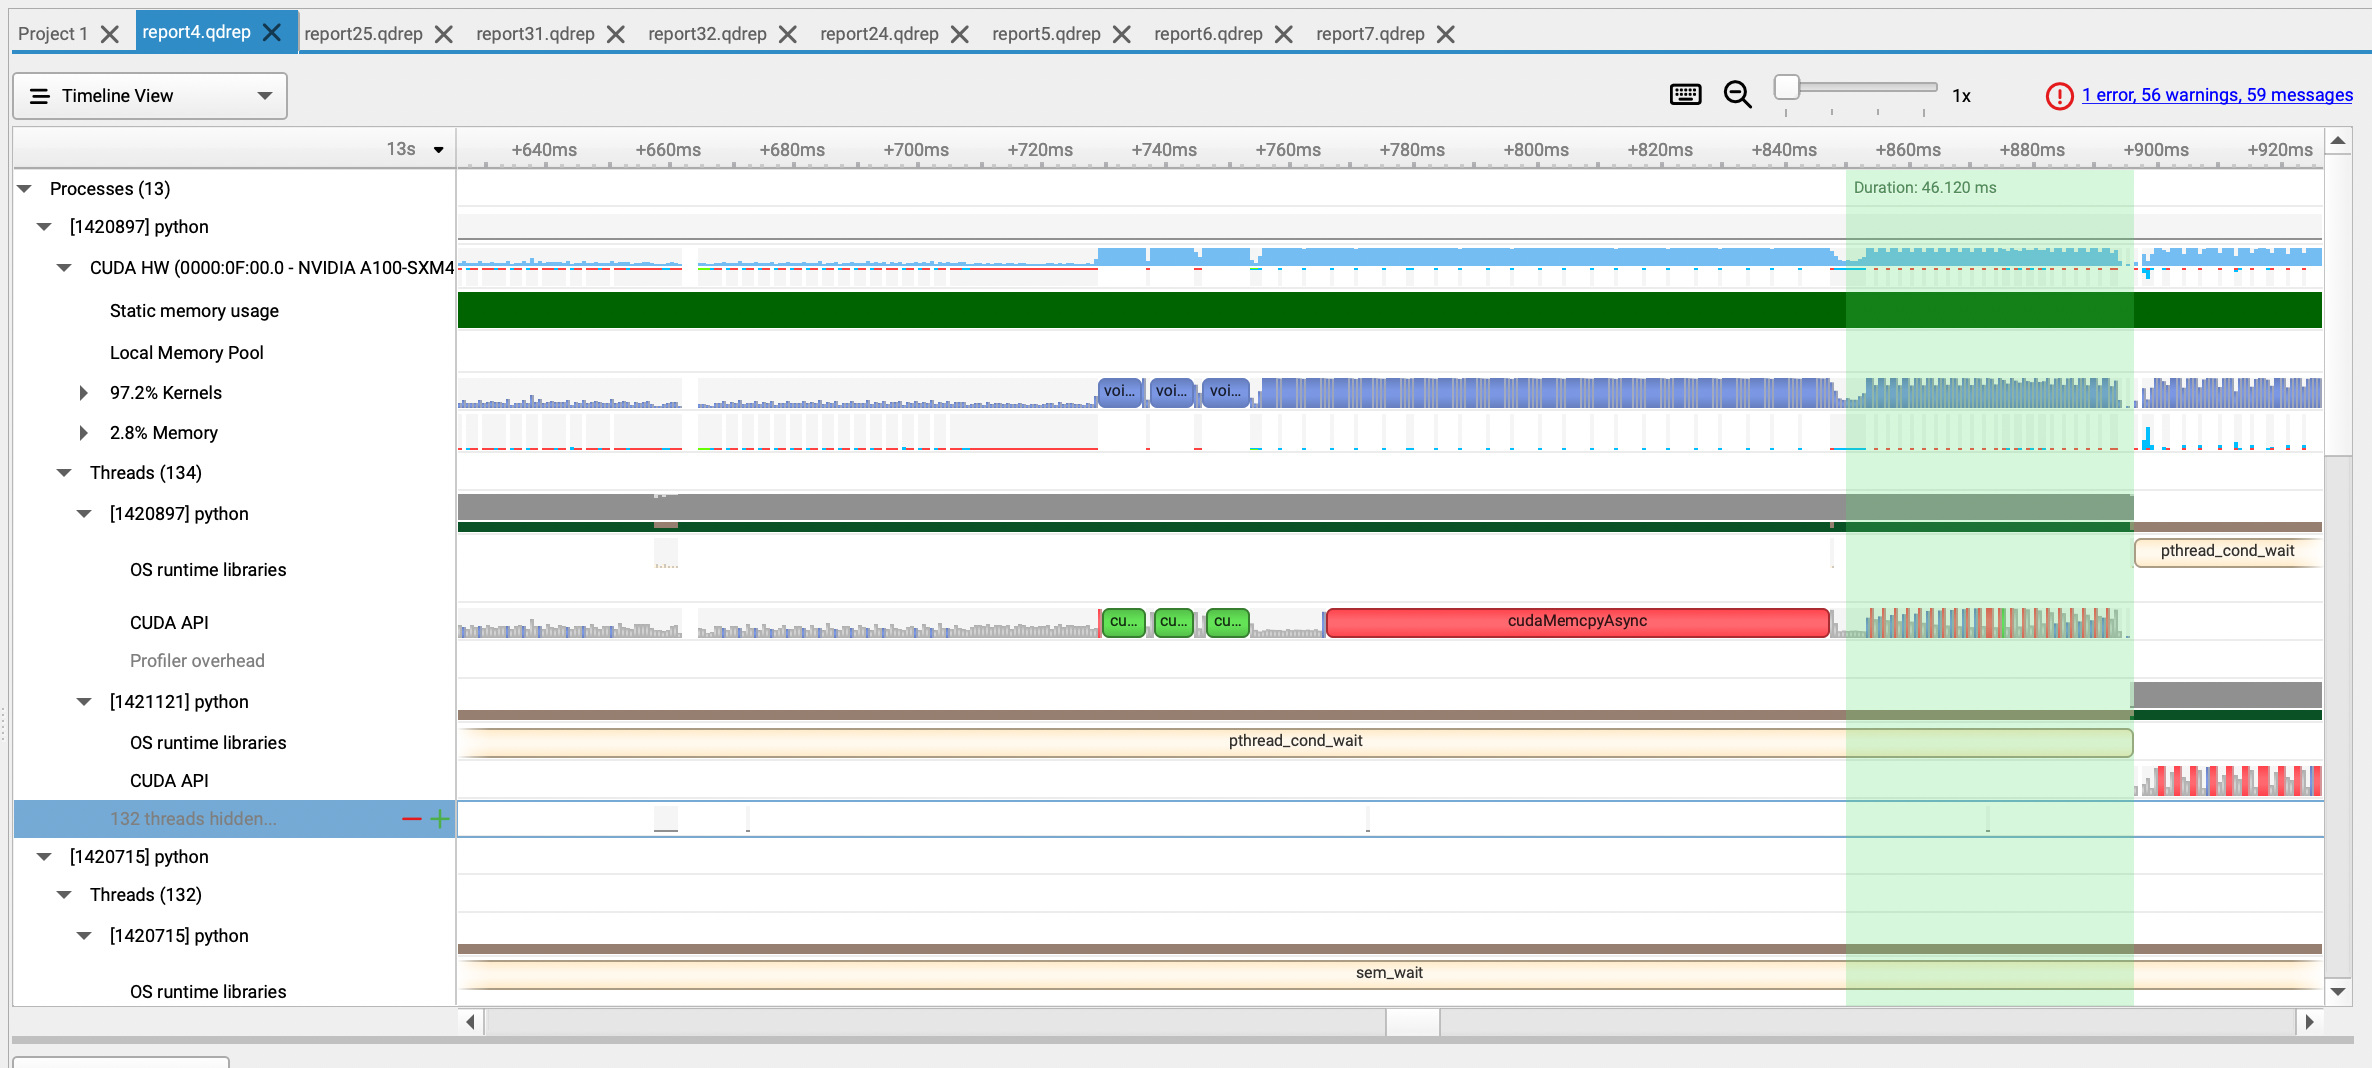 Project 1 report4.qdrep report25.qdrep report31.qdrep report32.qdrep report24.qdrep report5.qdrep report6.qdrep report7.qdrep
Timeline View 1x 1 error, 56 warnings, 59 messages
13s +640ms +660ms +680ms +700ms +720ms +740ms +760ms +780ms +800ms +820ms +840ms +860ms +880ms +900ms +920ms
Processes (13) Duration: 46.120 ms
[1420897] python
CUDA HW (0000:0F:00.0 - NVIDIA A100-SXM4
Static memory usage
Local Memory Pool
97.2% Kernels voi... voi... voi...
2.8% Memory
Threads (134)
[1420897] python
OS runtime libraries pthread_cond_wait
CUDA API cu... cu... cu... cudaMemcpyAsync
Profiler overhead
[1421121] python
OS runtime libraries pthread_cond_wait
CUDA API
132 threads hidden...
[1420715] python
Threads (132)
[1420715] python
OS runtime libraries sem_wait